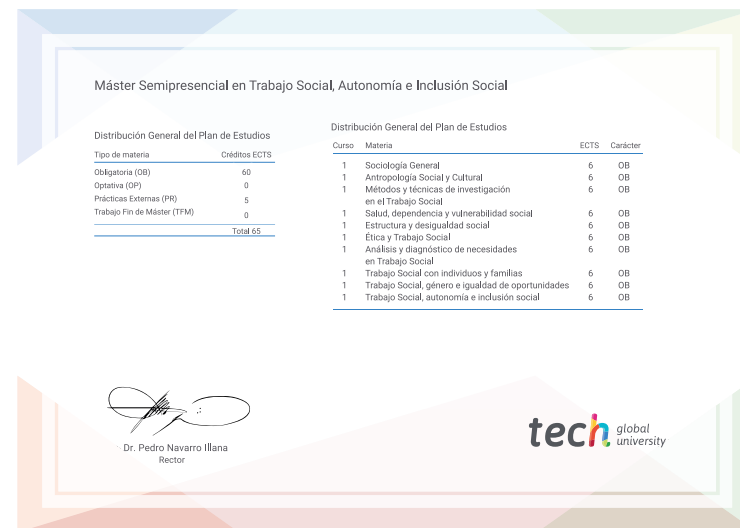 Máster Semipresencial en Trabajo Social, Autonomía e Inclusión Social
Distribución General del Plan de Estudios
Tipo de materia Créditos ECTS
Obligatoria (OB) 60
Optativa (OP) 0
Prácticas Externas (PR) 5
Trabajo Fin de Máster (TFM) 0
Total 65
Distribución General del Plan de Estudios
Curso Materia ECTS Carácter
1 Sociología General 6 OB
1 Antropología Social y Cultural 6 OB
1 Métodos y técnicas de investigación
en el Trabajo Social 6 OB
1 Salud, dependencia y vulnerabilidad social 6 OB
1 Estructura y desigualdad social 6 OB
1 Ética y Trabajo Social 6 OB
1 Análisis y diagnóstico de necesidades
en Trabajo Social 6 OB
1 Trabajo Social con individuos y familias 6 OB
1 Trabajo Social, género e igualdad de oportunidades 6 OB
1 Trabajo Social, autonomía e inclusión social 6 OB
Dr. Pedro Navarro Illana
Rector
tech global
university